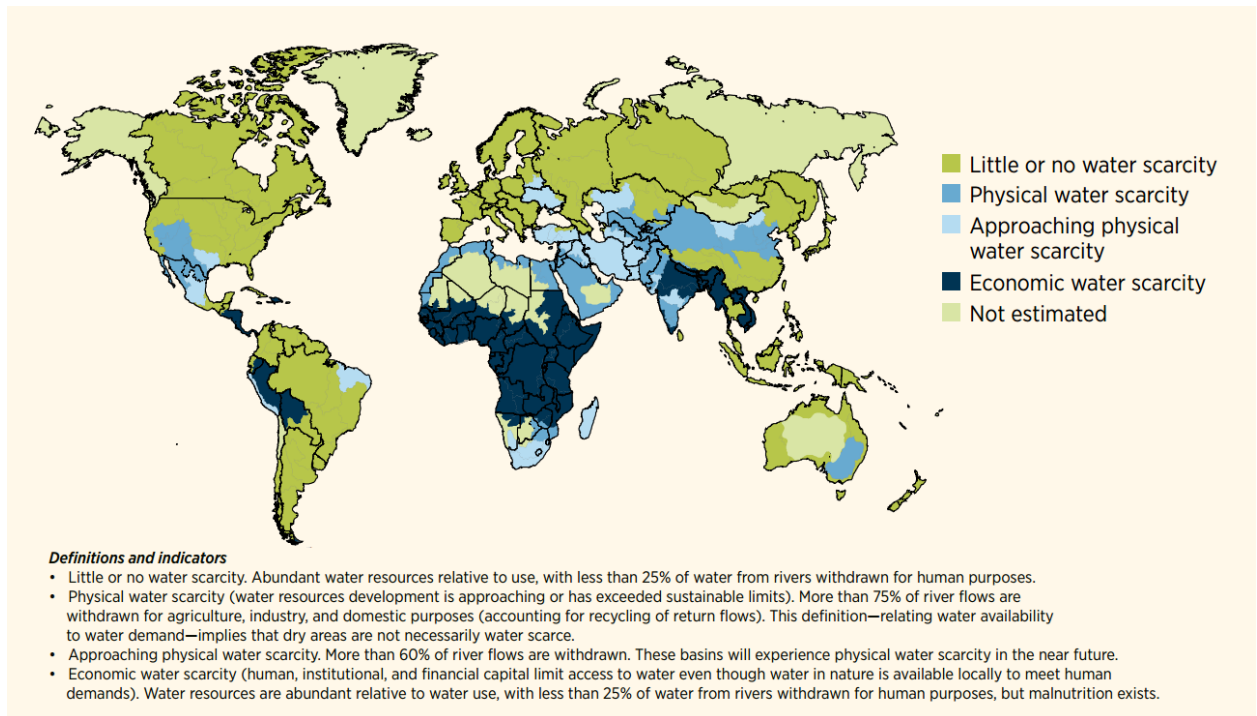 Little or no water scarcity
Physical water scarcity
Approaching physical
water scarcity
Economic water scarcity
Not estimated
Definitions and indicators
• Little or no water scarcity. Abundant water resources relative to use, with less than 25% of water from rivers withdrawn for human purposes.
• Physical water scarcity (water resources development is approaching or has exceeded sustainable limits). More than 75% of river flows are
withdrawn for agriculture, industry, and domestic purposes (accounting for recycling of return flows). This definition—relating water availability
to water demand—implies that dry areas are not necessarily water scarce.
• Approaching physical water scarcity. More than 60% of river flows are withdrawn. These basins will experience physical water scarcity in the near future.
• Economic water scarcity (human, institutional, and financial capital limit access to water even though water in nature is available locally to meet human
demands). Water resources are abundant relative to water use, with less than 25% of water from rivers withdrawn for human purposes, but malnutrition exists.